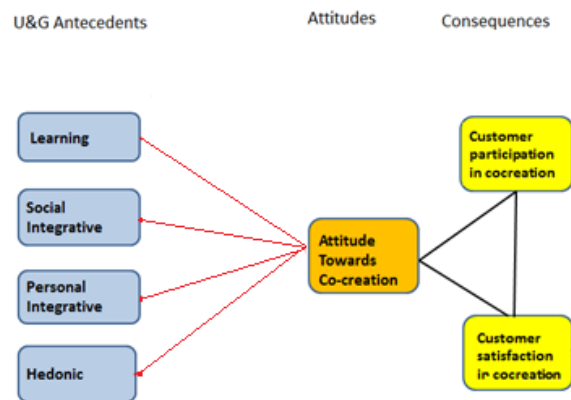 U&G Antecedents
Attitudes
Consequences
Learning
Social
Integrative
Personal
Integrative
Hedonic
Attitude
Towards
Co-creation
Customer
participation
in cocreation
Customer
satisfaction
in cocreation